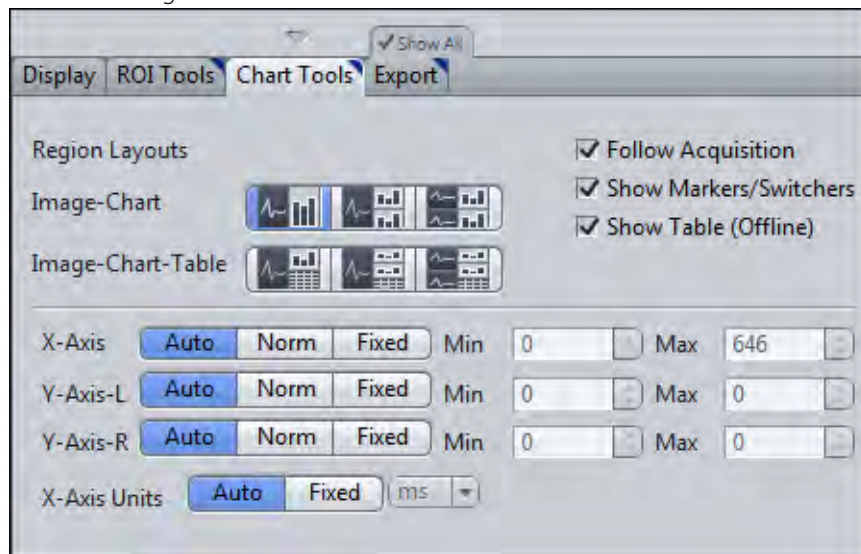 Show All
Display ROI Tools Chart Tools Export
Region Layouts
Follow Acquisition
Image-Chart
Show Markers/Switchers
Show Table (Offline)
Image-Chart-Table
X-Axis Auto Norm Fixed Min 0 Max 646
Y-Axis-L Auto Norm Fixed Min 0 Max 0
Y-Axis-R Auto Norm Fixed Min 0 Max 0
X-Axis Units Auto Fixed ms